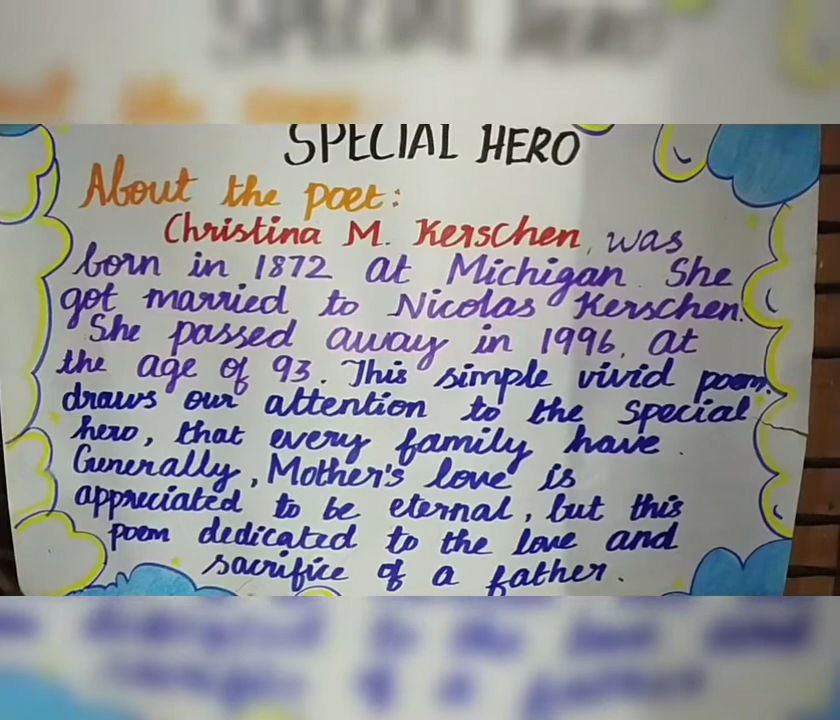 SPECIAL HERO
About the poet:
Christina M. Kerschen, was
born in 1872 at Michigan. She
got married to Nicolas Kerschen.
She passed away in 1996, at
the age of 93. This simple vivid poem,
draws our attention to the special
hero, that every family have.
Generally, Mother's love is
appreciated to be eternal, but this
poem dedicated to the love and
sacrifice of a father.